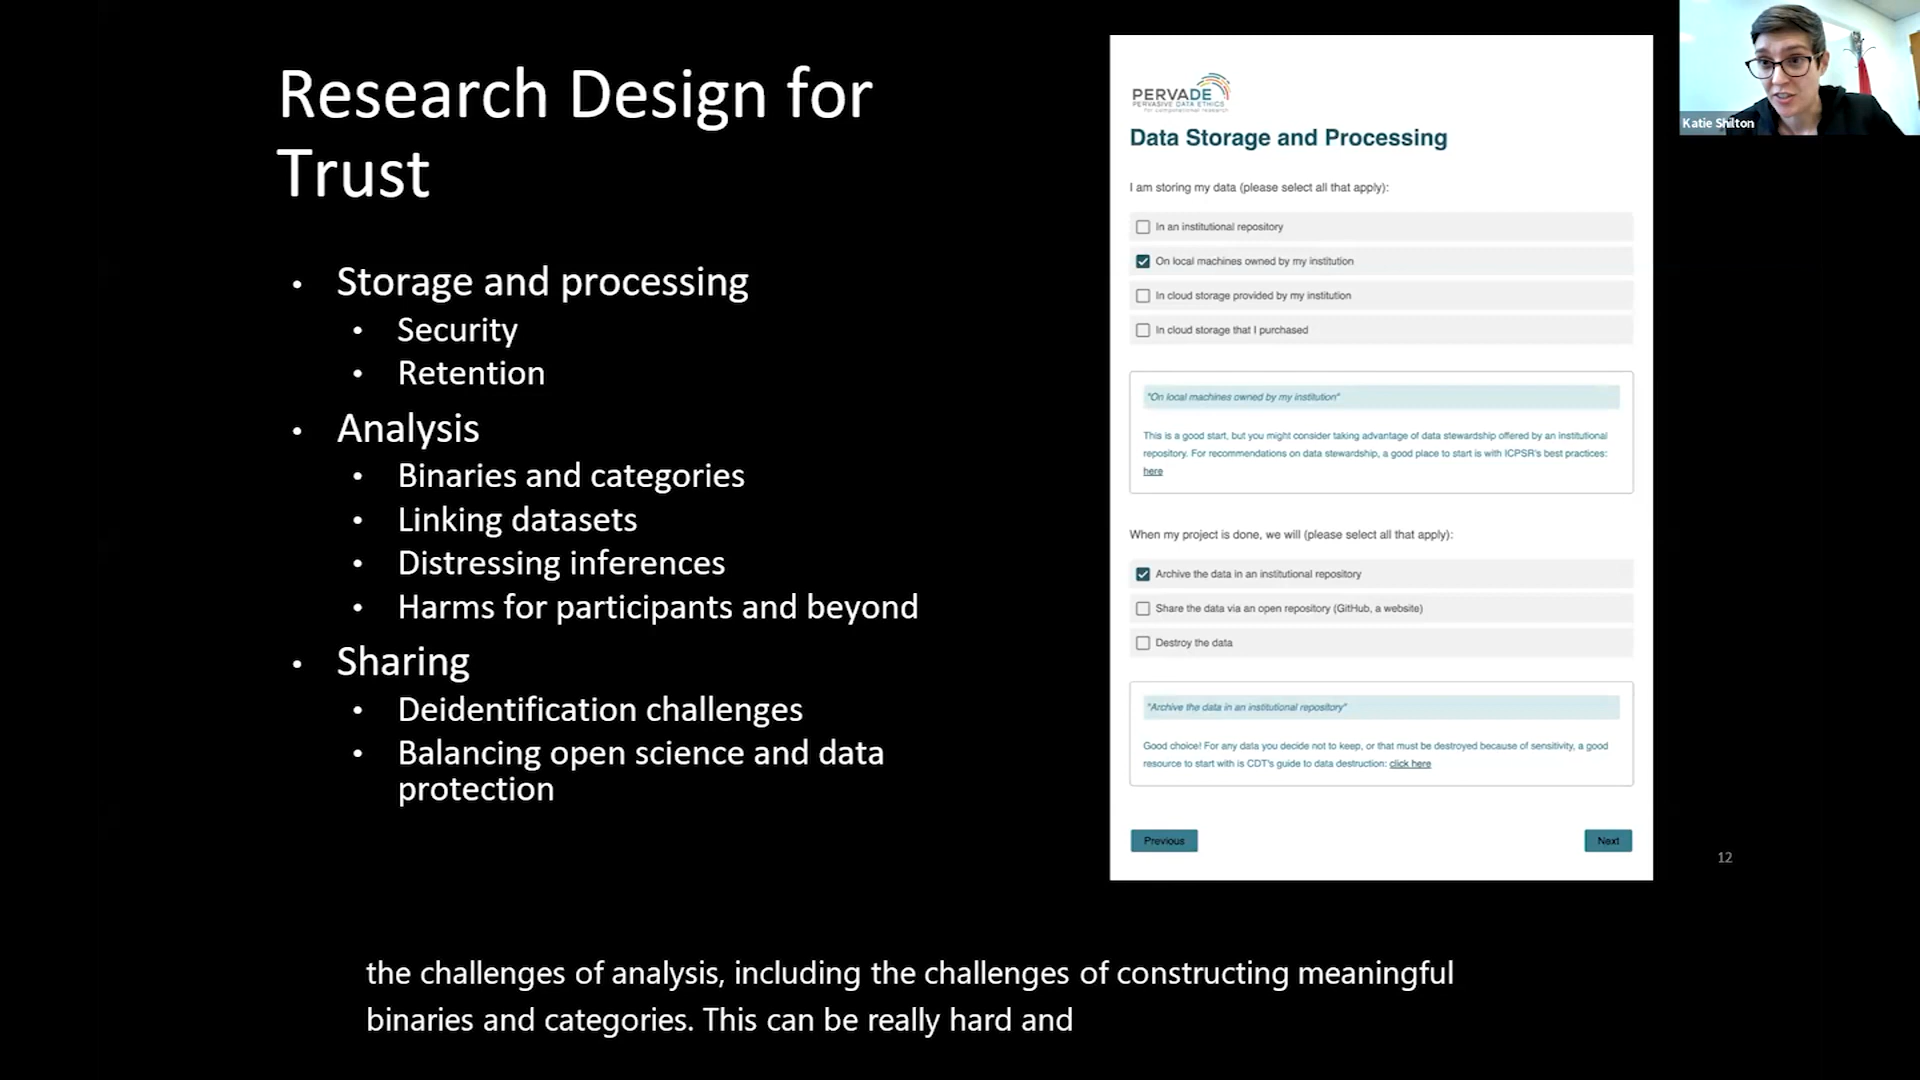 Research Design for
Trust
• Storage and processing
• Security
• Retention
• Analysis
• Binaries and categories
• Linking datasets
• Distressing inferences
• Harms for participants and beyond
• Sharing
• Deidentification challenges
• Balancing open science and data
protection
PERVADE
PERVASIVE DATA ETHICS
for computational research
Data Storage and Processing
I am storing my data (please select all that apply):
In an institutional repository
On local machines owned by my institution
In cloud storage provided by my institution
In cloud storage that I purchased
"On local machines owned by my institution"
This is a good start, but you might consider taking advantage of data stewardship offered by an institutional
repository. For recommendations on data stewardship, a good place to start is with ICPSR's best practices:
here
When my project is done, we will (please select all that apply):
Archive the data in an institutional repository
Share the data via an open repository (GitHub, a website)
Destroy the data
"Archive the data in an institutional repository"
Good choice! For any data you decide not to keep, or that must be destroyed because of sensitivity, a good
resource to start with is CDT's guide to data destruction: click here
Previous
Next
Katie Shilton
12
the challenges of analysis, including the challenges of constructing meaningful
binaries and categories. This can be really hard and